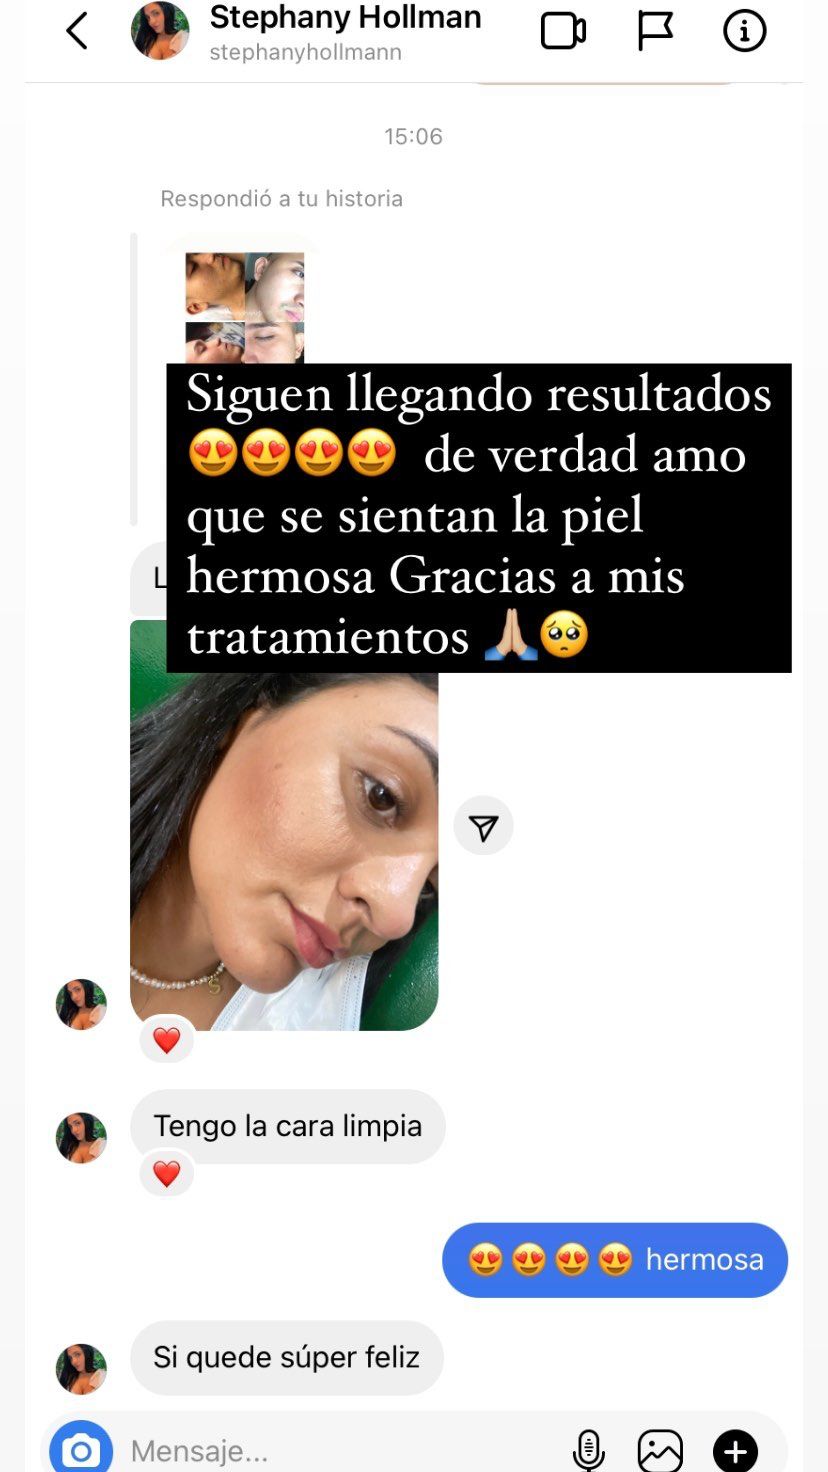 Stephany Hollman
stephanyhollmann
15:06
Respondió a tu historia
Siguen llegando resultados
😍😍😍😍 de verdad amo
que se sientan la piel
hermosa Gracias a mis
tratamientos 🙏🏼🥺
L
S
❤️
Tengo la cara limpia
❤️
😍😍😍😍 hermosa
Si quede súper feliz
Mensaje...